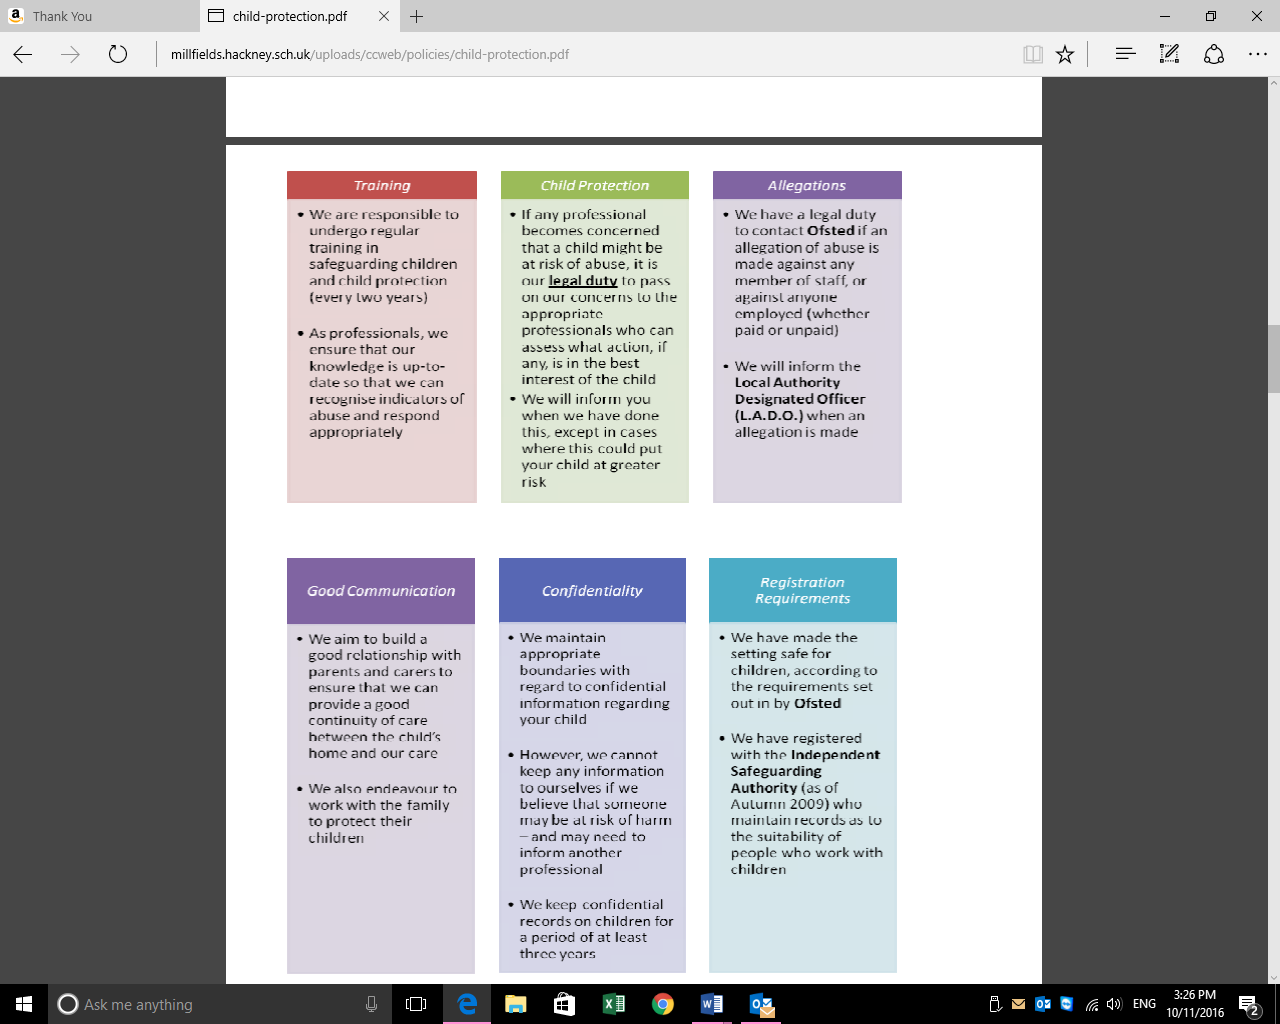 Thank You
child-protection.pdf
millfields.hackney.sch.uk/uploads/ccweb/policies/child-protection.pdf
Training
• We are responsible to
undergo regular
training in
safeguarding children
and child protection
(every two years)
• As professionals, we
ensure that our
knowledge is up-to-
date so that we can
recognise indicators of
abuse and respond
appropriately
Child Protection
• If any professional
becomes concerned
that a child might be
at risk of abuse, it is
our legal duty to pass
on our concerns to the
appropriate
professionals who can
assess what action, if
any, is in the best
interest of the child
• We will inform you
when we have done
this, except in cases
where this could put
your child at greater
risk
Allegations
• We have a legal duty
to contact Ofsted if an
allegation of abuse is
made against any
member of staff, or
against anyone
employed (whether
paid or unpaid)
• We will inform the
Local Authority
Designated Officer
(L.A.D.O.) when an
allegation is made
Good Communication
• We aim to build a
good relationship with
parents and carers to
ensure that we can
provide a good
continuity of care
between the child's
home and our care
• We also endeavour to
work with the family
to protect their
children
Confidentiality
• We maintain
appropriate
boundaries with
regard to confidential
information regarding
your child
• However, we cannot
keep any information
to ourselves if we
believe that someone
may be at risk of harm
– and may need to
inform another
professional
• We keep confidential
records on children for
a period of at least
three years
Registration
Requirements
• We have made the
setting safe for
children, according to
the requirements set
out in by Ofsted
• We have registered
with the Independent
Safeguarding
Authority (as of
Autumn 2009) who
maintain records as to
the suitability of
people who work with
children
Ask me anything
ENG
3:26 PM
10/11/2016
2